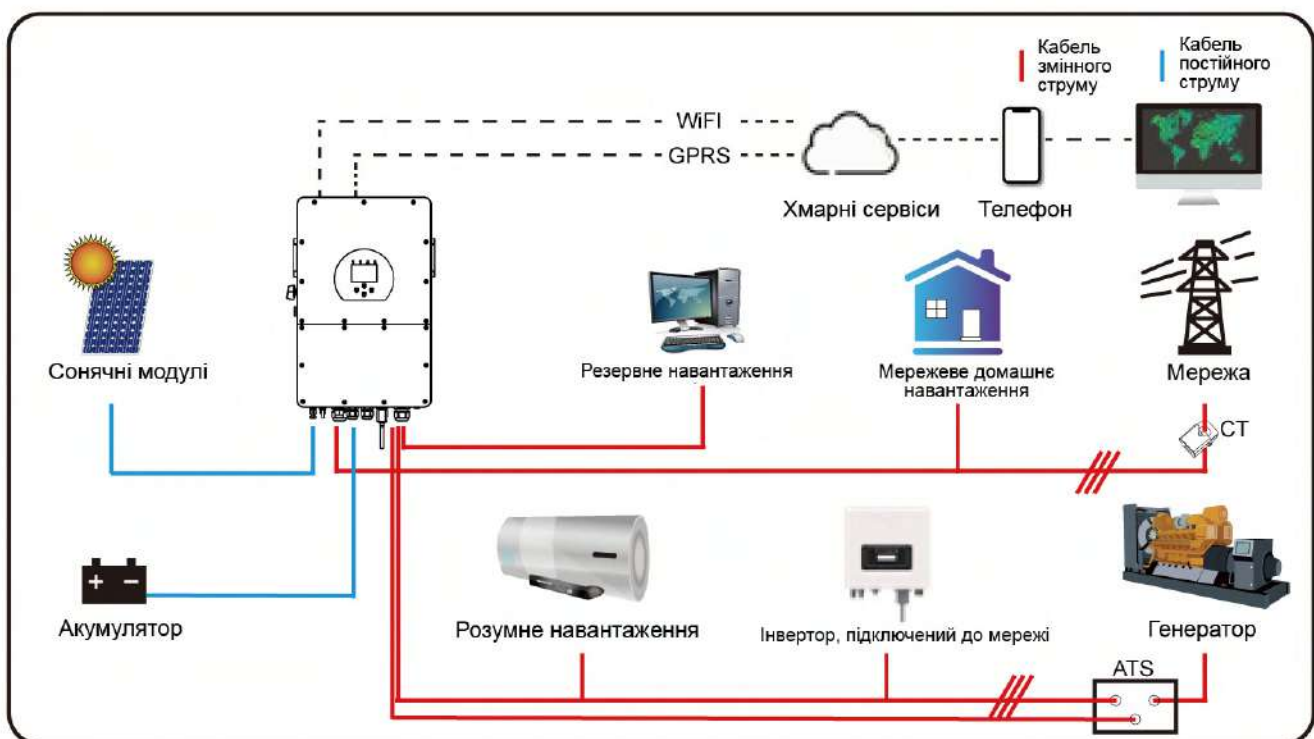 Кабель
змінного
струму
Кабель
постійного
струму
WiFI
GPRS
Хмарні сервіси
Телефон
Сонячні модулі
Резервне навантаження
Мережеве домашнє
навантаження
Мережа
CT
+ −
Акумулятор
Розумне навантаження
Інвертор, підключений до мережі
Генератор
ATS